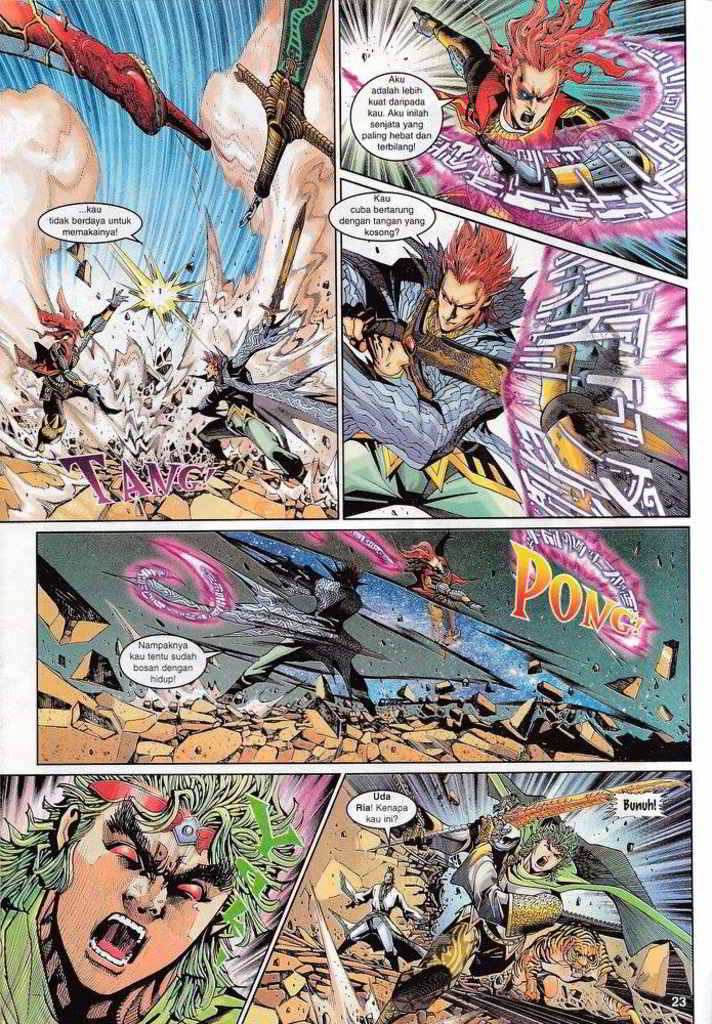 ...kau
tidak berdaya untuk
memakainya!
TANG!
Aku
adalah lebih
kuat daripada
kau. Aku inilah
senjata yang
paling hebat dan
terbilang!
Kau
cuba bertarung
dengan tangan yang
kosong?
PONG!
Nampaknya
kau tentu sudah
bosan dengan
hidup!
Uda
Ria! Kenapa
kau ini?
Bunuh!
23